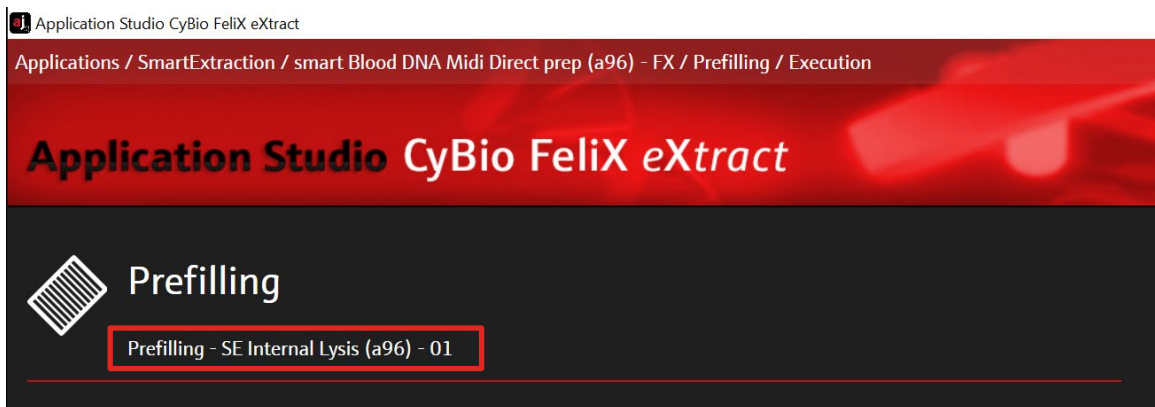 aj Application Studio CyBio FeliX eXtract
Applications / SmartExtraction / smart Blood DNA Midi Direct prep (a96) - FX / Prefilling / Execution
Application Studio CyBio FeliX eXtract
Prefilling
Prefilling - SE Internal Lysis (a96) - 01